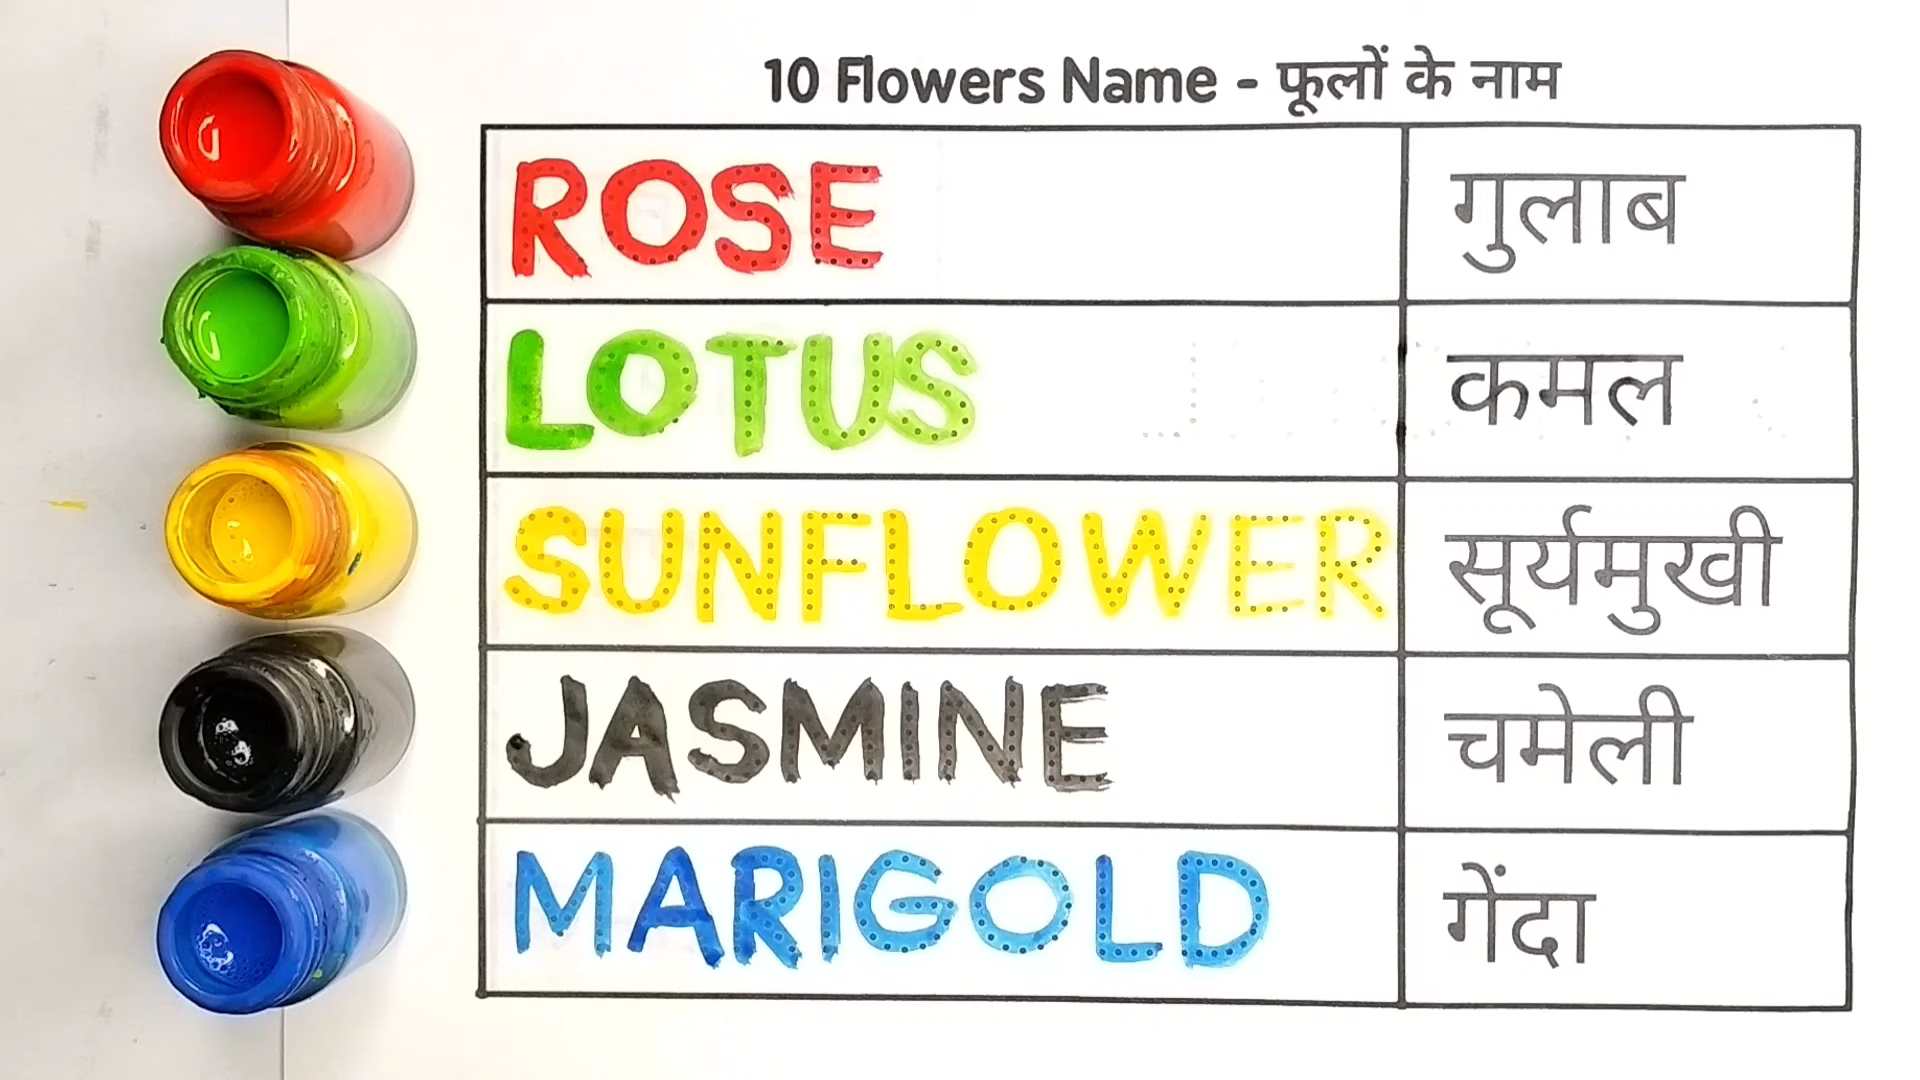 10 Flowers Name - फूलों के नाम
ROSE गुलाब
LOTUS कमल
SUNFLOWER सूर्यमुखी
JASMINE चमेली
MARIGOLD गेंदा